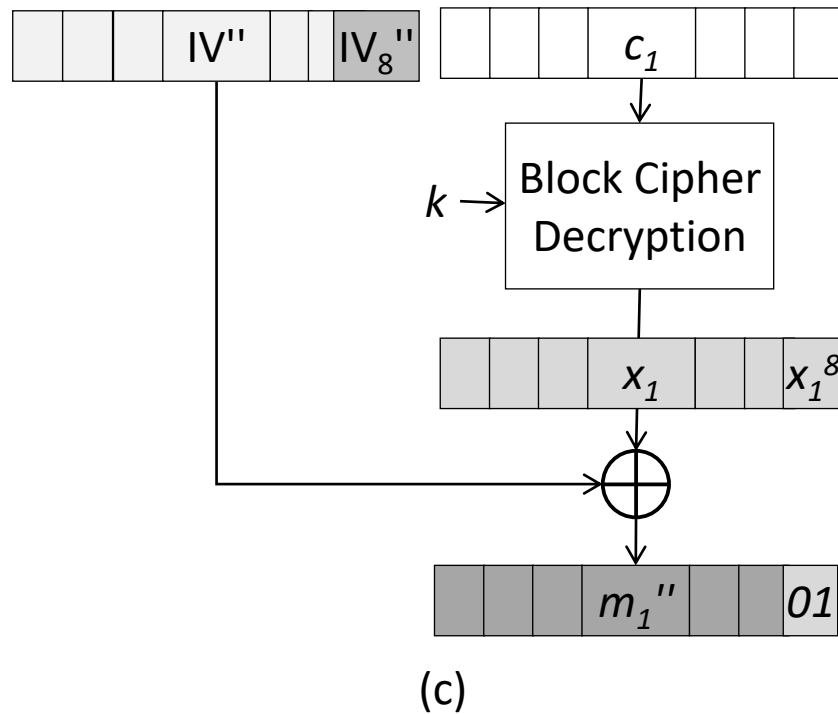 IV'' IV₈'' c₁
Block Cipher
k
Decryption
x₁ x₁⁸
m₁'' 01
(c)